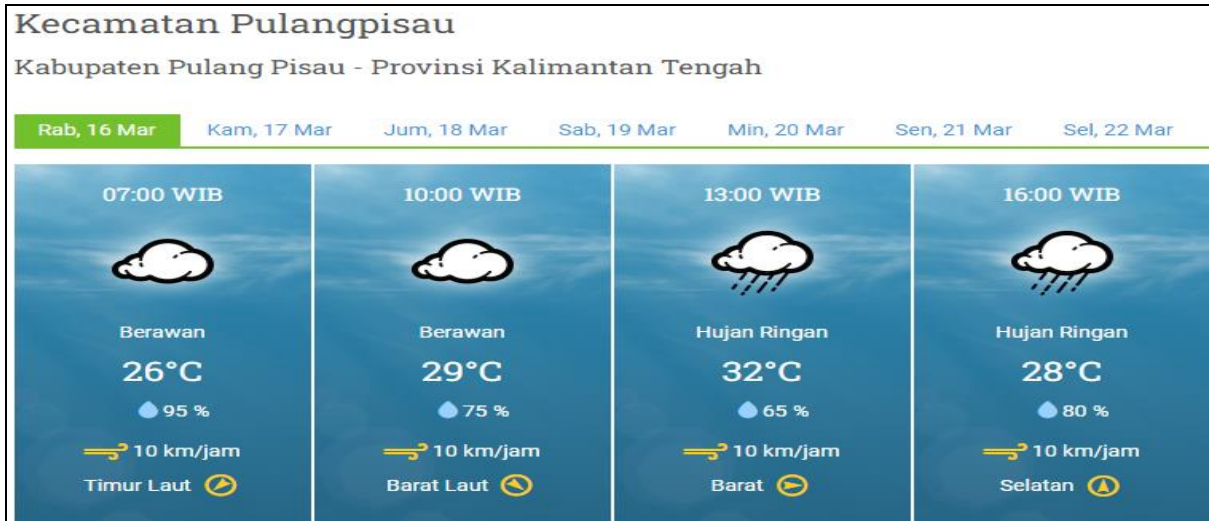 Kecamatan Pulangpisau
Kabupaten Pulang Pisau - Provinsi Kalimantan Tengah
Rab, 16 Mar Kam, 17 Mar Jum, 18 Mar Sab, 19 Mar Min, 20 Mar Sen, 21 Mar Sel, 22 Mar
07:00 WIB 10:00 WIB 13:00 WIB 16:00 WIB
Berawan Berawan Hujan Ringan Hujan Ringan
26°C 29°C 32°C 28°C
95 % 75 % 65 % 80 %
10 km/jam 10 km/jam 10 km/jam 10 km/jam
Timur Laut Barat Laut Barat Selatan